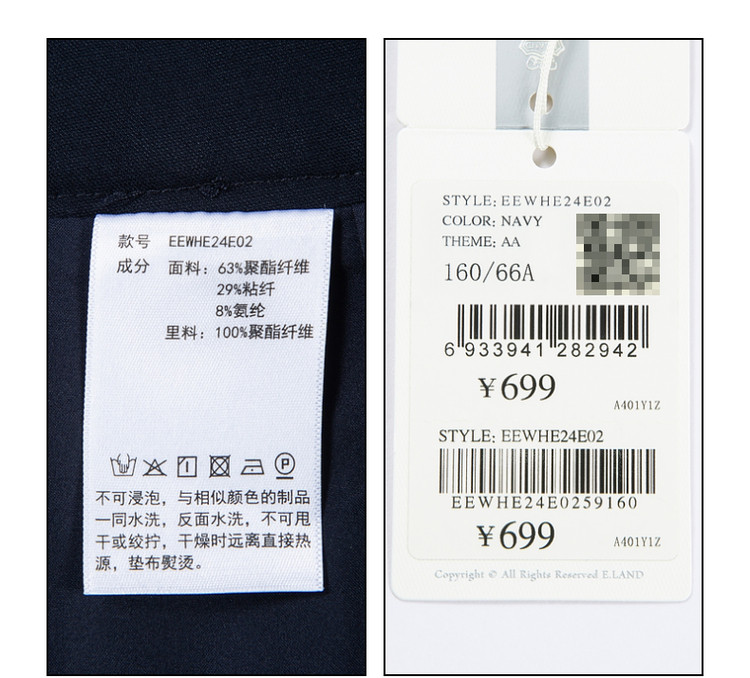 款号 EEWHE24E02
成分 面料: 63%聚酯纤维
29%粘纤
8%氨纶
里料: 100%聚酯纤维
P
不可浸泡，与相似颜色的制品
一同水洗，反面水洗，不可甩
干或绞拧，干燥时远离直接热
源，垫布熨烫。
STYLE: EEWHE24E02
COLOR: NAVY
THEME: AA
160/66A
6 933941 282942
¥699
A401Y1Z
STYLE: EEWHE24E02
EEWHE24E0259160
¥699
A401Y1Z
Copyright © All Rights Reserved E.LAND